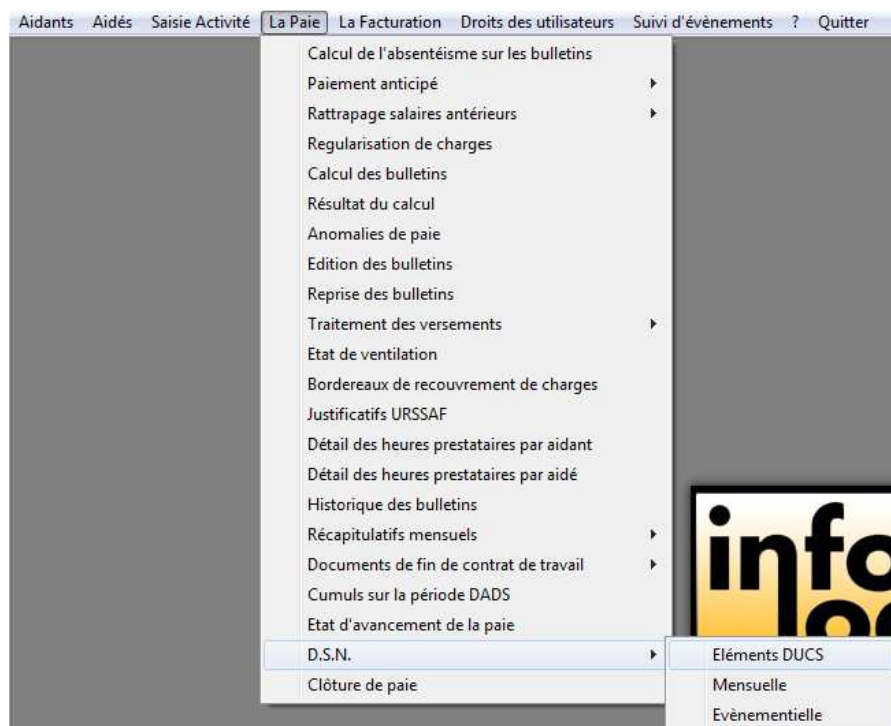 Aidants Aidés Saisie Activité La Paie La Facturation Droits des utilisateurs Suivi d'évènements ? Quitter
Calcul de l'absentéisme sur les bulletins
Paiement anticipé
Rattrapage salaires antérieurs
Regularisation de charges
Calcul des bulletins
Résultat du calcul
Anomalies de paie
Edition des bulletins
Reprise des bulletins
Traitement des versements
Etat de ventilation
Bordereaux de recouvrement de charges
Justificatifs URSSAF
Détail des heures prestataires par aidant
Détail des heures prestataires par aidé
Historique des bulletins
Récapitulatifs mensuels
Documents de fin de contrat de travail
Cumuls sur la période DADS
Etat d'avancement de la paie
D.S.N.
Clôture de paie
info
Eléments DUCS
Mensuelle
Evènementielle